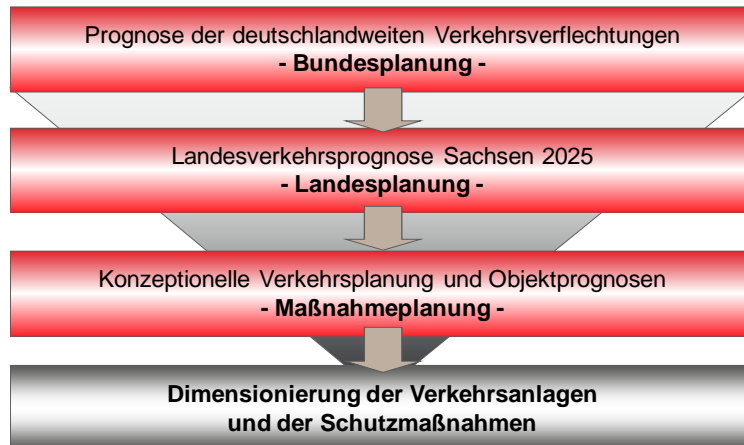 Prognose der deutschlandweiten Verkehrsverflechtungen
- Bundesplanung -
Landesverkehrsprognose Sachsen 2025
- Landesplanung -
Konzeptionelle Verkehrsplanung und Objektprognosen
- Maßnahmeplanung -
Dimensionierung der Verkehrsanlagen
und der Schutzmaßnahmen